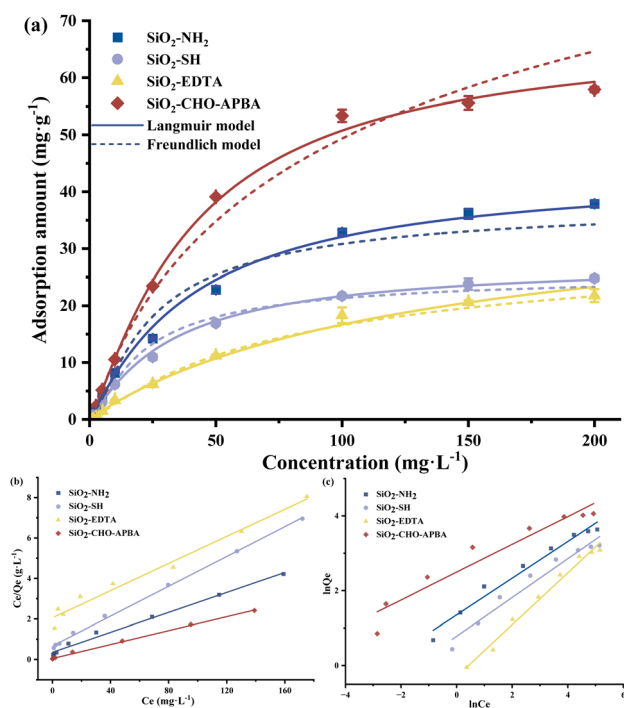 (a)
SiO2-NH2
SiO2-SH
SiO2-EDTA
SiO2-CHO-APBA
Langmuir model
Freundlich model
Adsorption amount (mg·g-1)
70
60
50
40
30
20
10
0
0 50 100 150 200
Concentration (mg·L-1)
(b)
SiO2-NH2
SiO2-SH
SiO2-EDTA
SiO2-CHO-APBA
Ce/Qe (g·L-1)
8
6
4
2
0
0 40 80 120 160
Ce (mg·L-1)
(c)
SiO2-NH2
SiO2-SH
SiO2-EDTA
SiO2-CHO-APBA
lnQe
4
2
0
−4 −2 0 2 4 6
lnCe